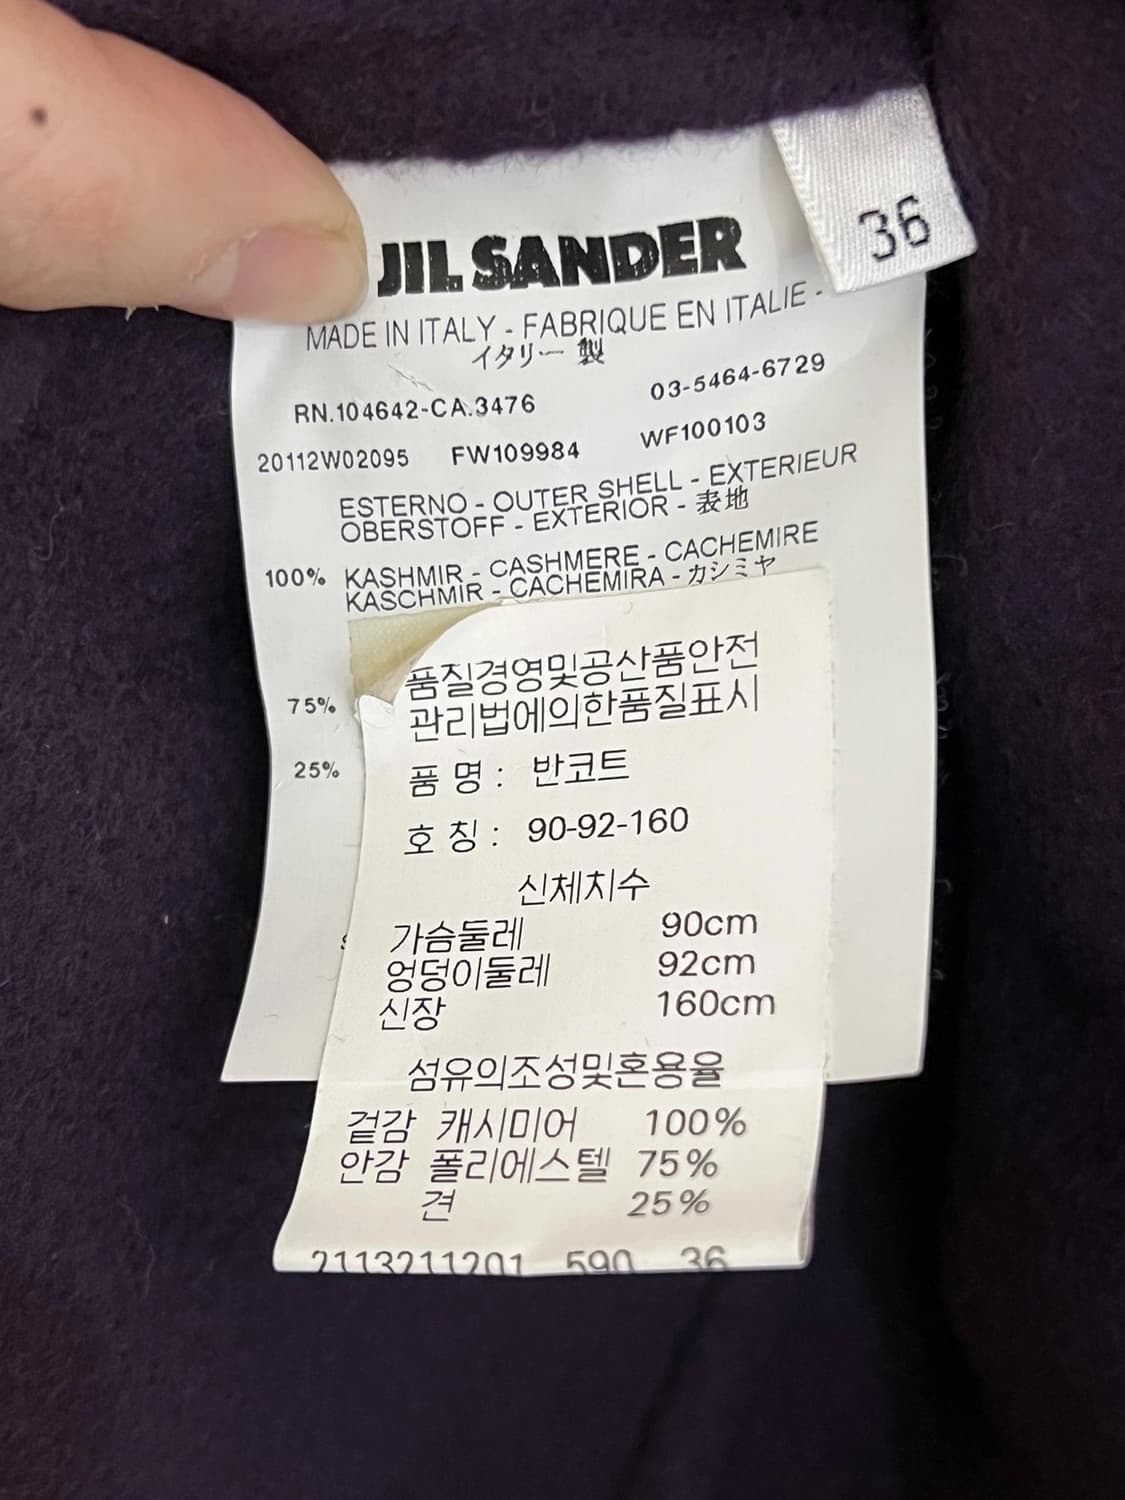 36
JIL SANDER
MADE IN ITALY - FABRIQUE EN ITALIE -
イタリー 製
RN.104642-CA.3476 03-5464-6729
20112W02095 FW109984 WF100103
ESTERNO - OUTER SHELL - EXTERIEUR
OBERSTOFF - EXTERIOR - 表地
100% KASHMIR - CASHMERE - CACHEMIRE
KASCHMIR - CACHEMIRA - カシミヤ
75%
25%
품질경영및공산품안전
관리법에의한품질표시
품 명 : 반코트
호 칭 : 90-92-160
신체치수
가슴둘레 90cm
엉덩이둘레 92cm
신장 160cm
섬유의조성및혼용율
겉감 캐시미어 100%
안감 폴리에스텔 75%
견 25%
2113211201 590 36